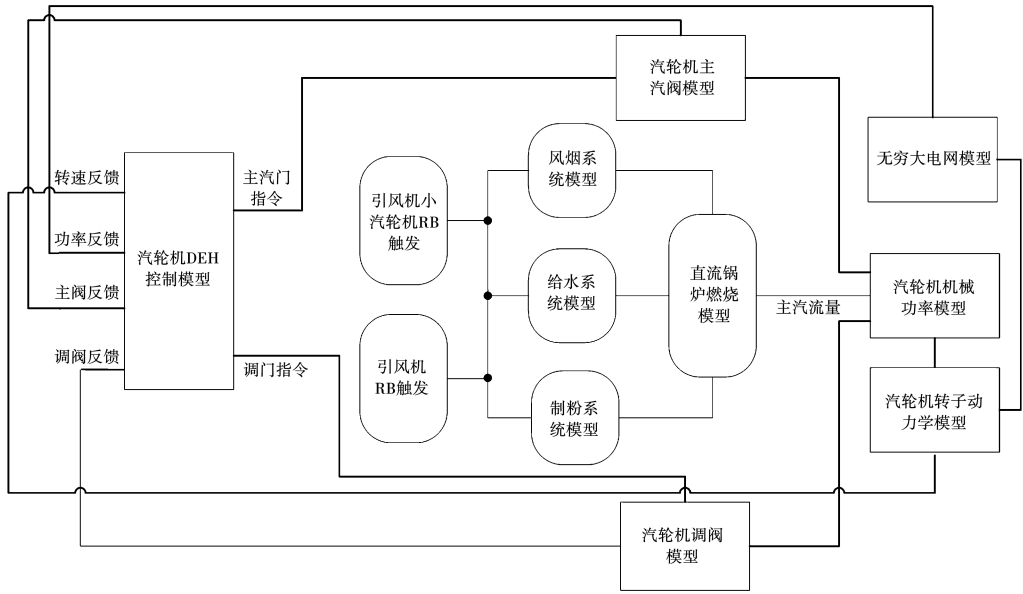 汽轮机主
汽阀模型
无穷大电网模型
转速反馈
功率反馈
主阀反馈
调阀反馈
汽轮机DEH
控制模型
主汽门
指令
调门指令
引风机小
汽轮机RB
触发
引风机
RB触发
风烟系
统模型
给水系
统模型
制粉系
统模型
直流锅
炉燃烧
模型
主汽流量
汽轮机机械
功率模型
汽轮机转子动
力学模型
汽轮机调阀
模型